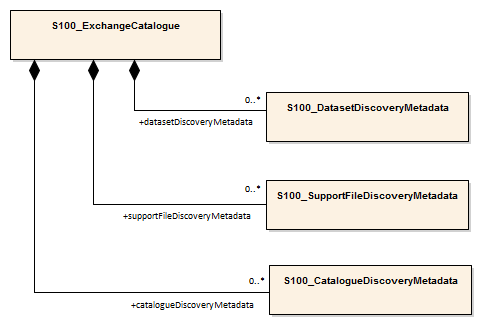 S100_ExchangeCatalogue
0..*
S100_DatasetDiscoveryMetadata
+datasetDiscoveryMetadata
0..*
S100_SupportFileDiscoveryMetadata
+supportFileDiscoveryMetadata
0..*
S100_CatalogueDiscoveryMetadata
+catalogueDiscoveryMetadata